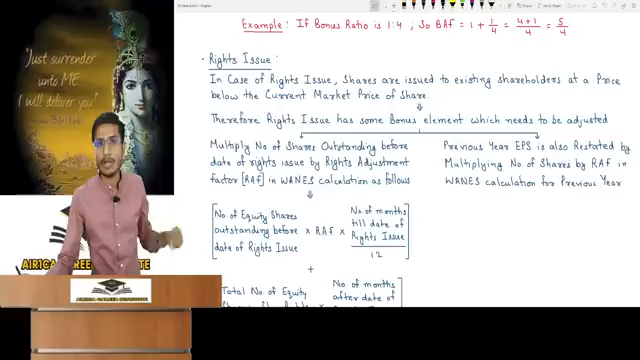 Example: If Bonus Ratio is 1:4 ; So BAF = 1 + 1/4 = 4+1/4 = 5/4
"Just surrender
unto ME
I will deliver you"
• Rights Issue:
In Case of Rights Issue, Shares are issued to existing shareholders at a Price
below the Current Market Price of Share.
⇓
Therefore Rights Issue has some Bonus element which needs to be adjusted
Multiply No of Shares Outstanding before
date of rights issue by Rights Adjustment
factor [RAF] in WANES calculation as follows
⇓
Previous Year EPS is also Restated by
Multiplying No of Shares by RAF in
WANES calculation for Previous Year
[No of Equity Shares
outstanding before
date of Rights Issue
× RAF ×
No of months
till date of
Rights Issue
12]
+
[Total No of Equity
×
No of months
after date of